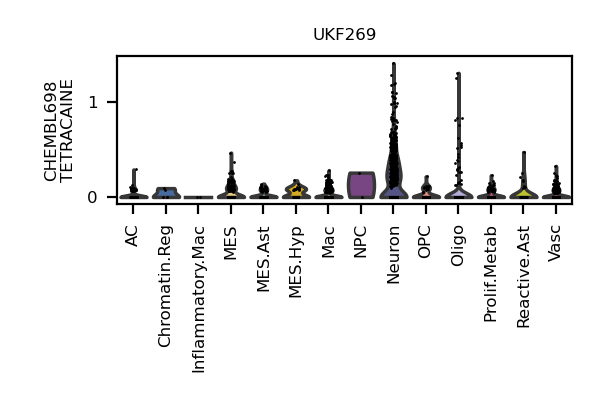 UKF269
CHEMBL698
TETRACAINE
1
0
AC
Chromatin.Reg
Inflammatory.Mac
MES
MES.Ast
MES.Hyp
Mac
NPC
Neuron
OPC
Oligo
Prolif.Metab
Reactive.Ast
Vasc